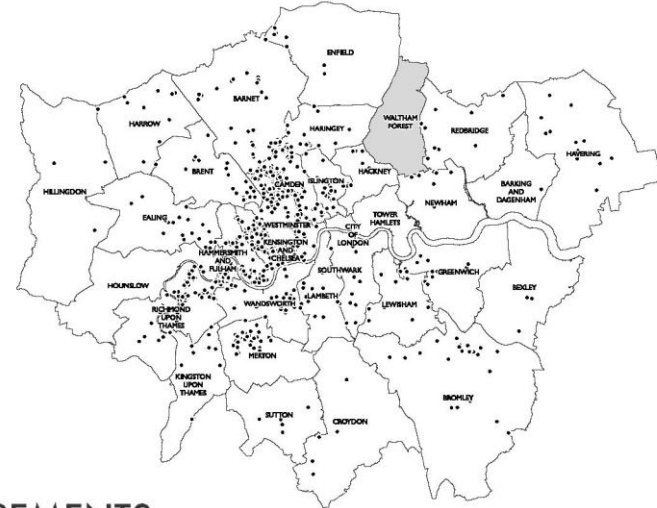 ENFIELD
BARNET
HARROW
HARINGEY
WALTHAM
FOREST
REDBRIDGE
HAVERING
BRENT
CAMDEN
ISLINGTON
HACKNEY
HILLINGDON
BARKING
AND
DAGENHAM
NEWHAM
EALING
WESTMINSTER
CITY
OF
LONDON
TOWER
HAMLETS
KENSINGTON
AND
CHELSEA
HAMMERSMITH
AND
FULHAM
HOUNSLOW
SOUTHWARK
GREENWICH
BEXLEY
RICHMOND
UPON
THAMES
WANDSWORTH
LAMBETH
LEWISHAM
MERTON
KINGSTON
UPON
THAMES
SUTTON
CROYDON
BROMLEY